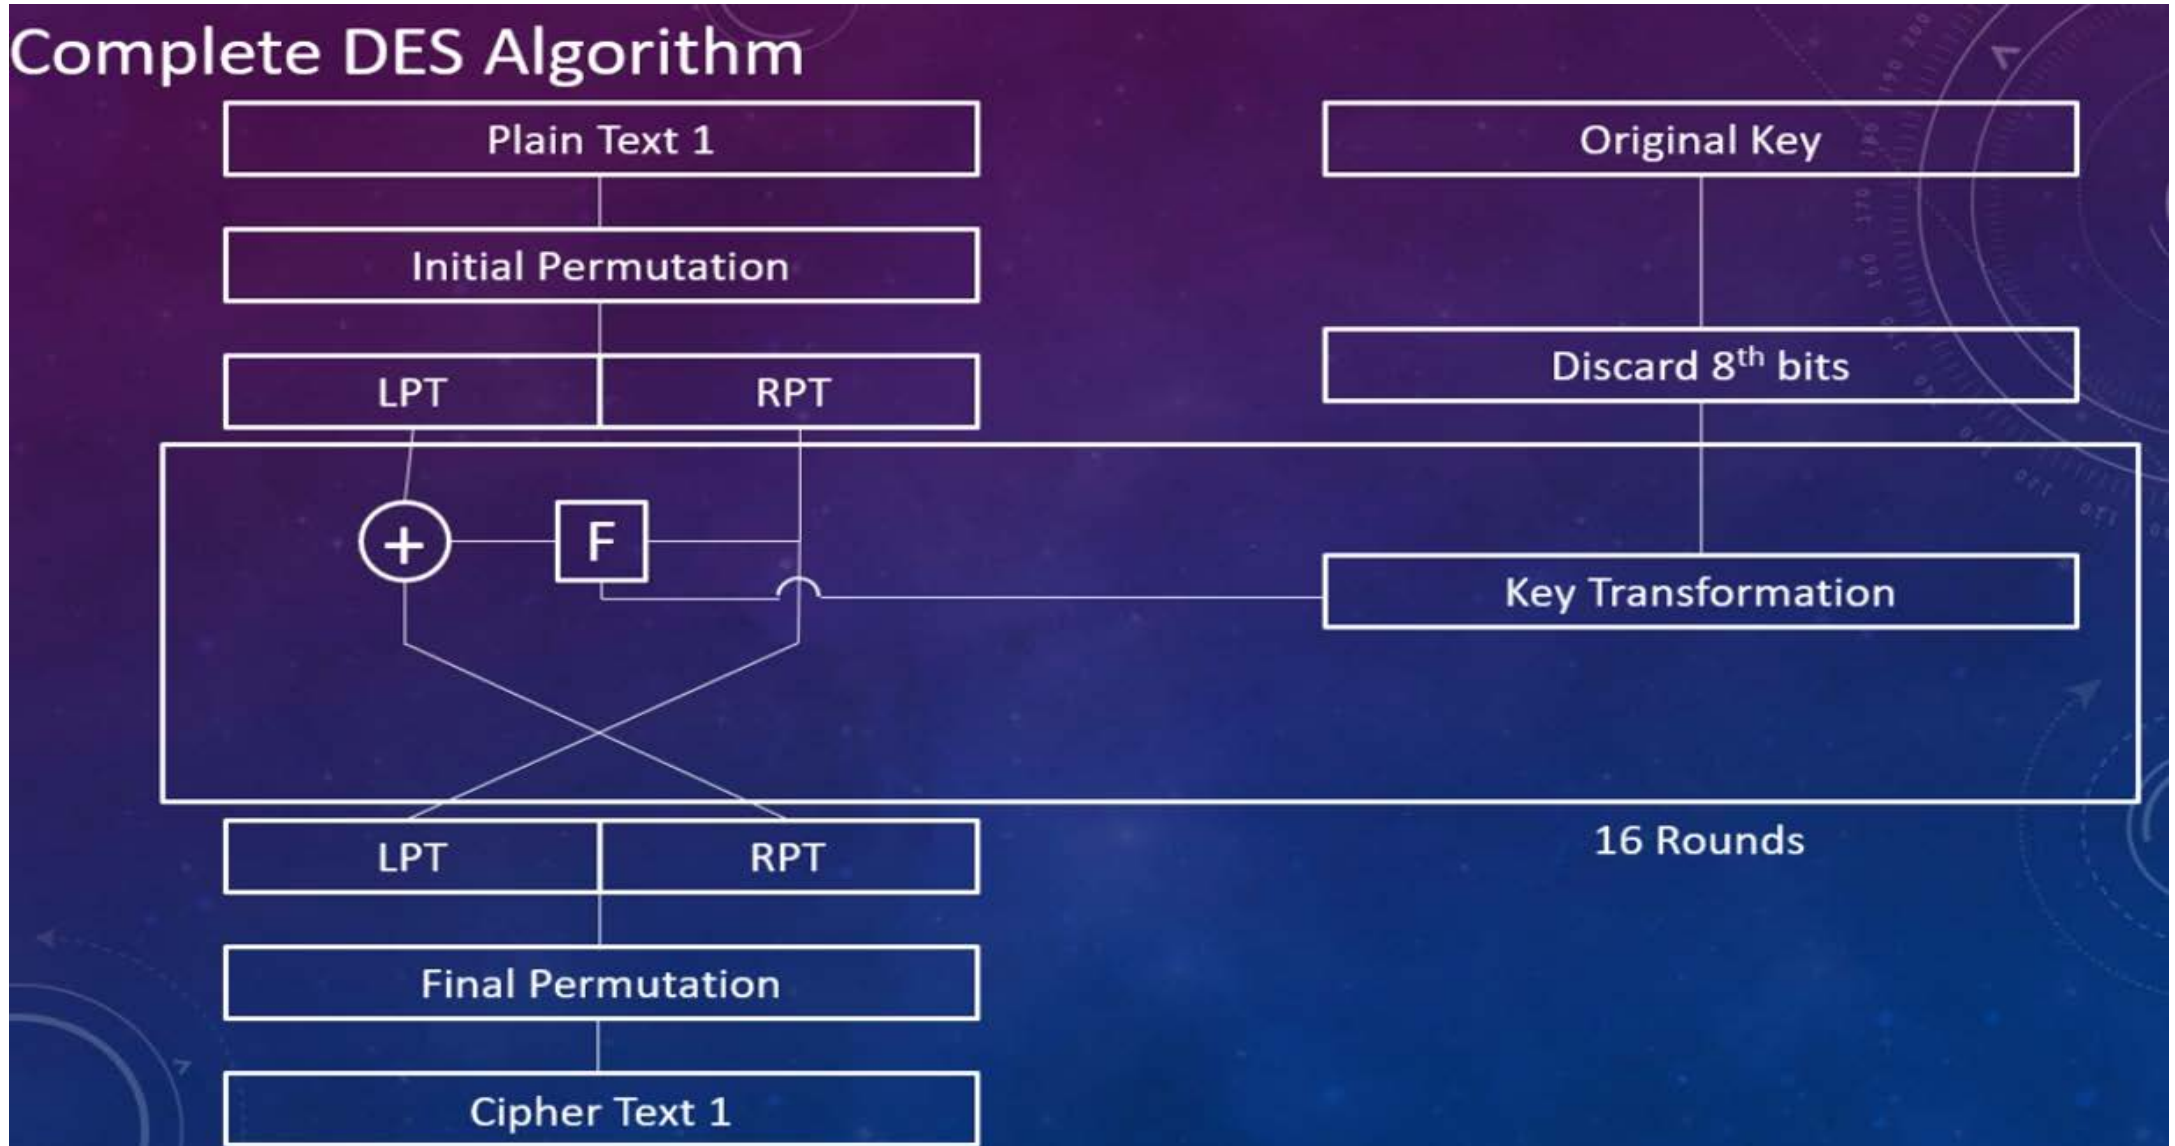 Complete DES Algorithm
Plain Text 1
Original Key
Initial Permutation
Discard 8th bits
LPT
RPT
+
F
Key Transformation
LPT
RPT
16 Rounds
Final Permutation
Cipher Text 1